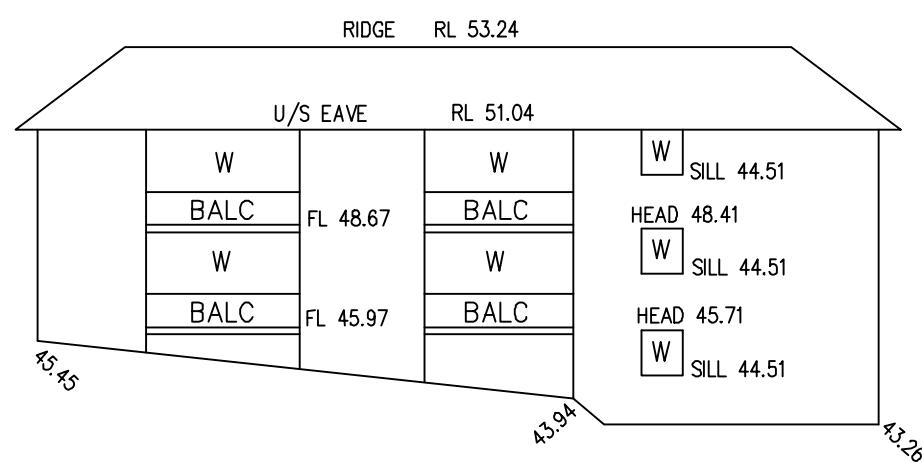 RIDGE RL 53.24
U/S EAVE RL 51.04
W W W
SILL 44.51
BALC BALC
FL 48.67
HEAD 48.41
W W W
SILL 44.51
BALC BALC
FL 45.97
HEAD 45.71
W
SILL 44.51
45.45
43.94
43.26